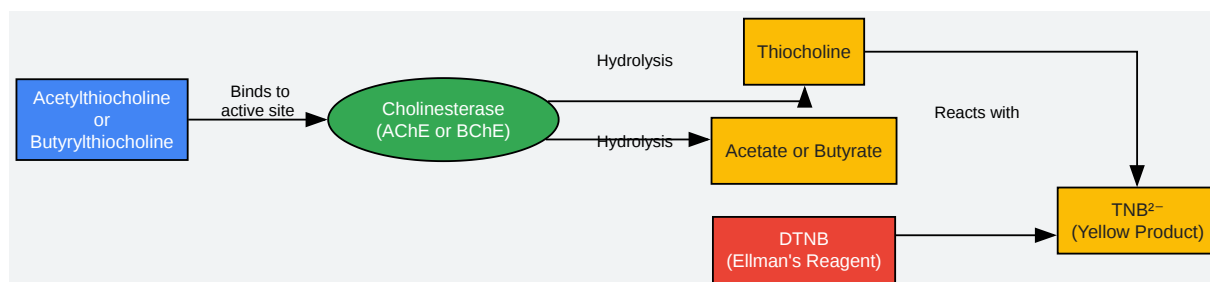 Acetylthiocholine
or
Butyrylthiocholine
Binds to
active site
Cholinesterase
(AChE or BChE)
Hydrolysis
Hydrolysis
Thiocholine
Acetate or Butyrate
Reacts with
DTNB
(Ellman's Reagent)
TNB²⁻
(Yellow Product)